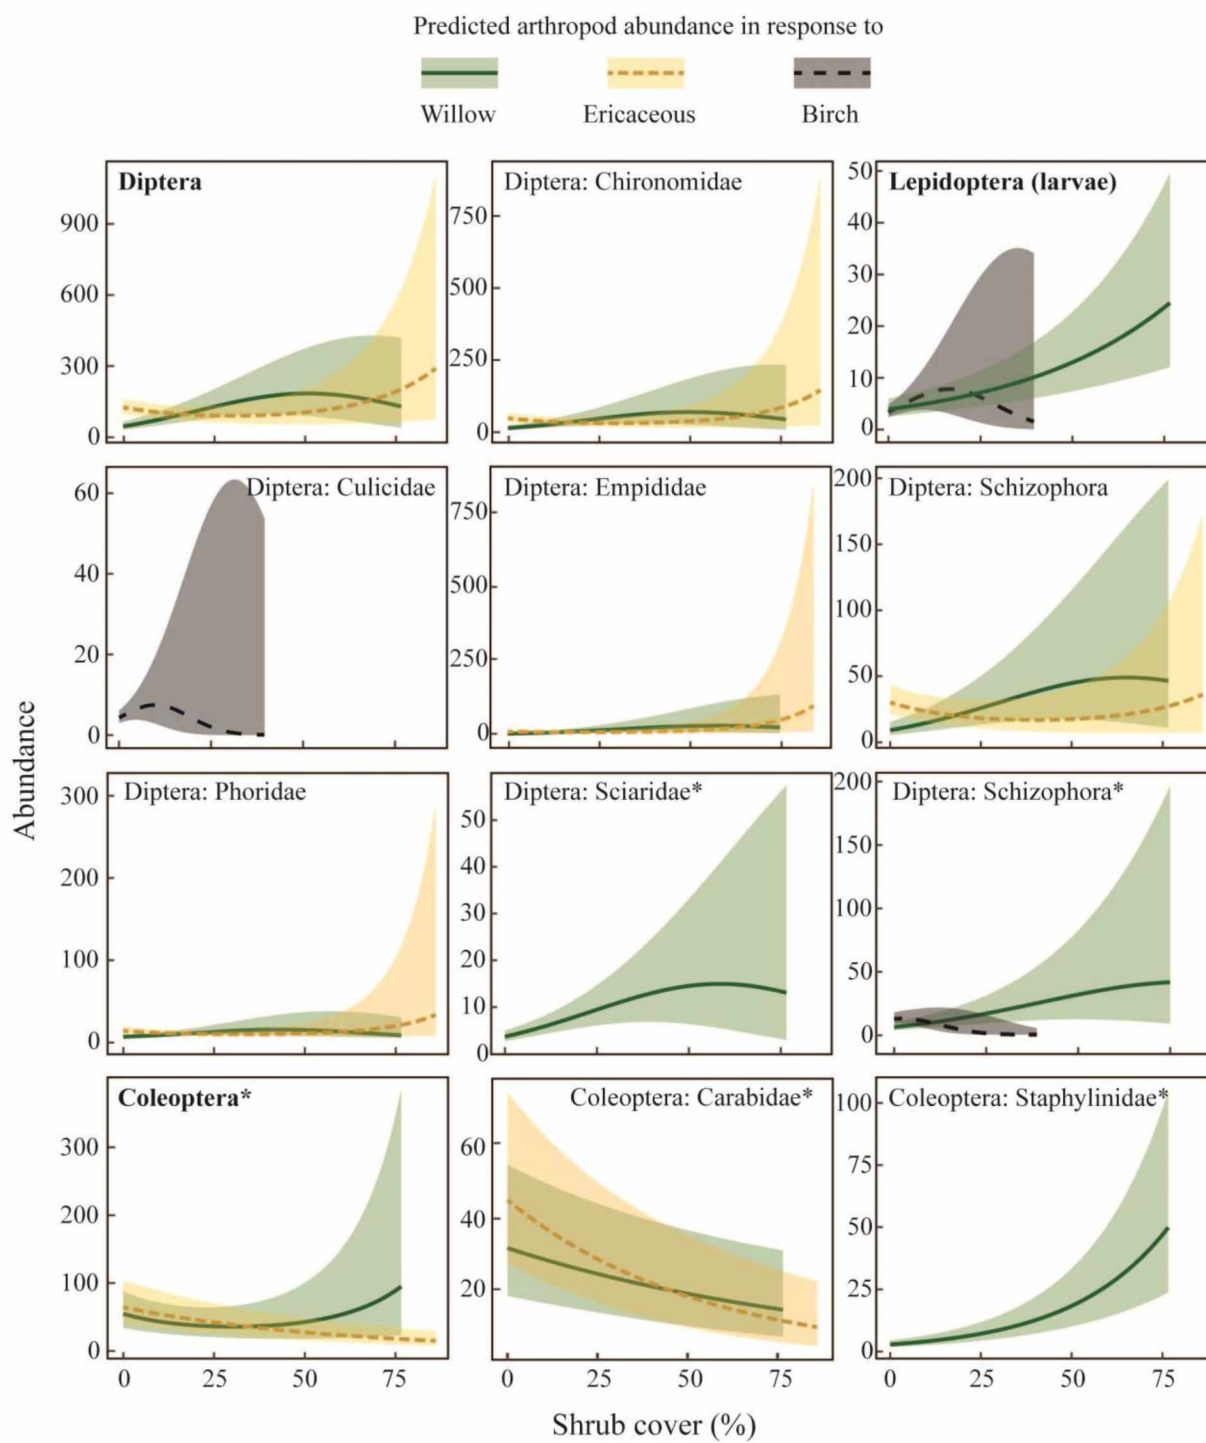 Predicted arthropod abundance in response to
Willow Ericaceous Birch
Diptera
900
600
300
0
Diptera: Chironomidae
750
500
250
0
Lepidoptera (larvae)
50
40
30
20
10
0
Diptera: Culicidae
60
40
20
0
Diptera: Empididae
750
500
250
0
Diptera: Schizophora
200
150
100
50
0
Diptera: Phoridae
300
200
100
0
Diptera: Sciaridae*
50
40
30
20
10
0
Diptera: Schizophora*
200
150
100
50
0
Coleoptera*
300
200
100
0
0 25 50 75
Coleoptera: Carabidae*
60
40
20
0 25 50 75
Coleoptera: Staphylinidae*
100
75
50
25
0
0 25 50 75
Abundance
Shrub cover (%)